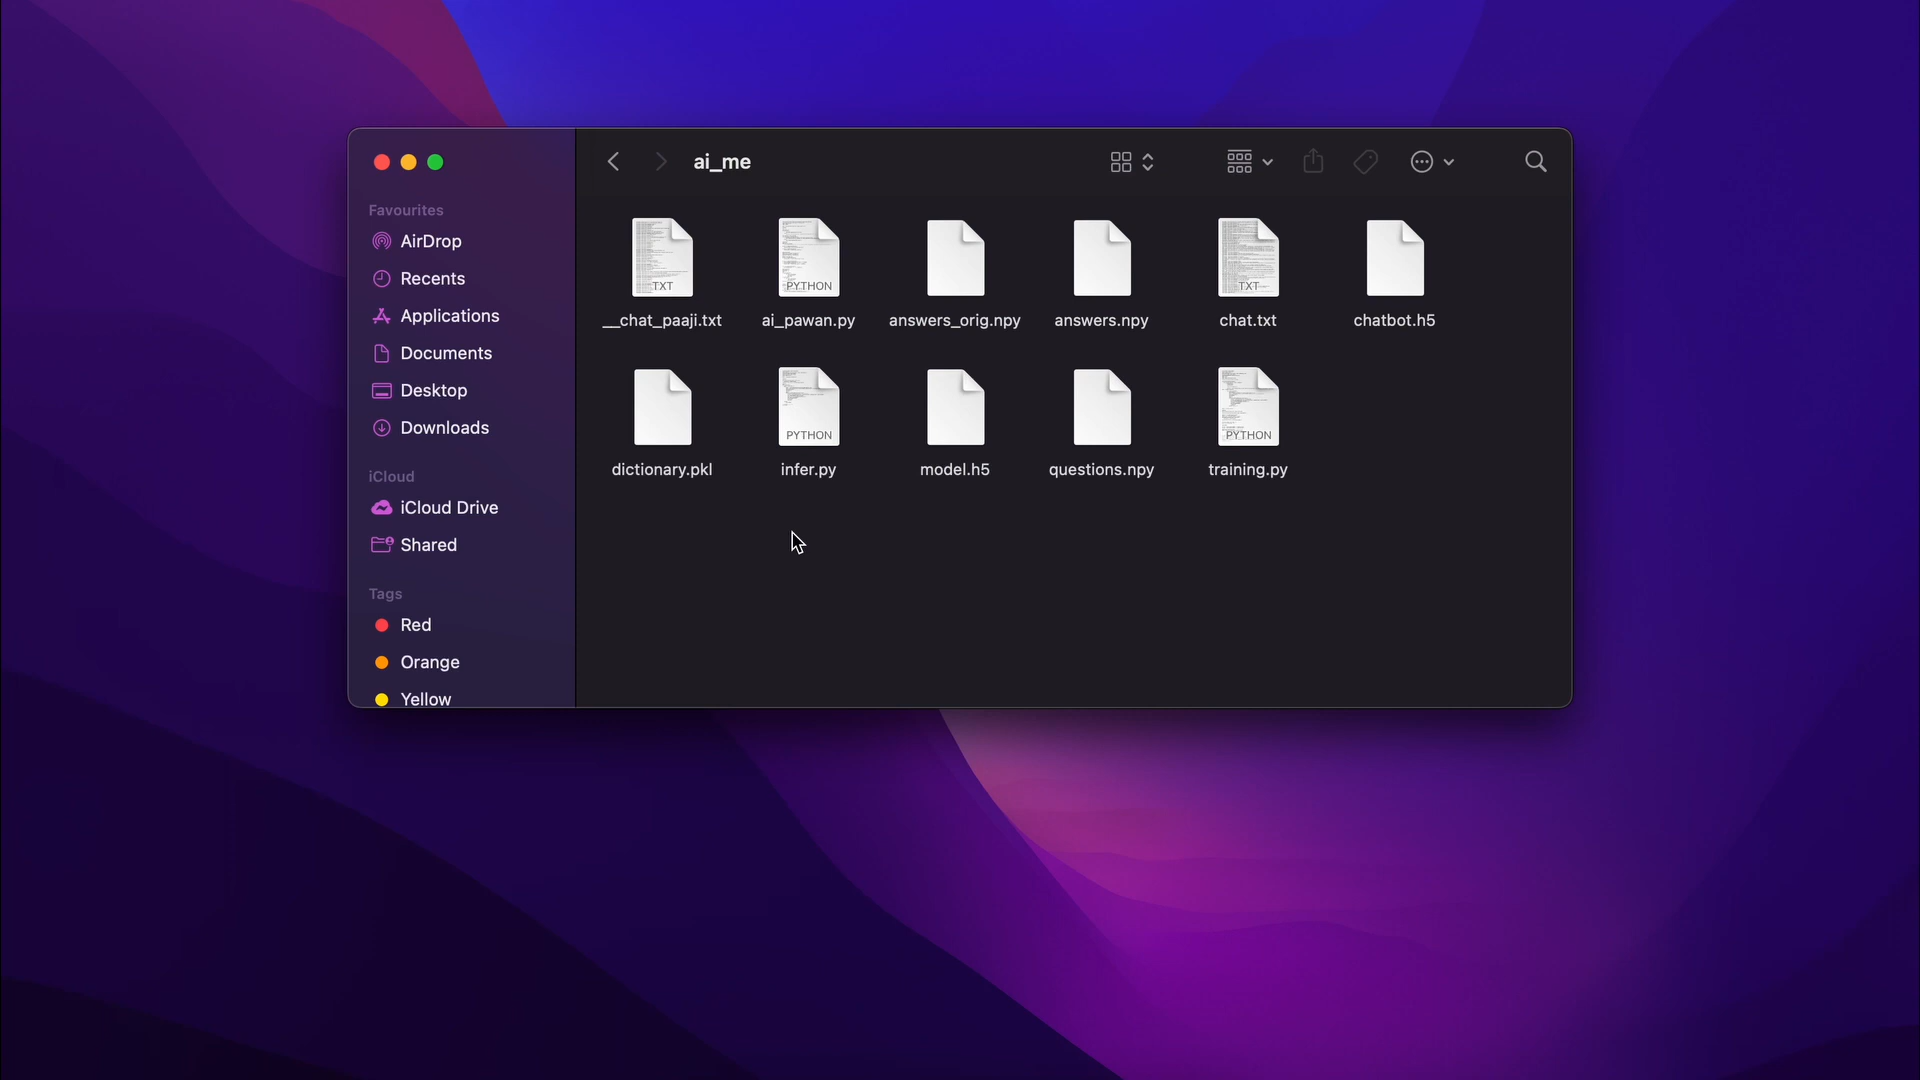 ai_me
Favourites
AirDrop
Recents
Applications
Documents
Desktop
Downloads
iCloud
iCloud Drive
Shared
Tags
Red
Orange
Yellow
TXT
PYTHON
TXT
__chat_paaji.txt
ai_pawan.py
answers_orig.npy
answers.npy
chat.txt
chatbot.h5
PYTHON
PYTHON
dictionary.pkl
infer.py
model.h5
questions.npy
training.py